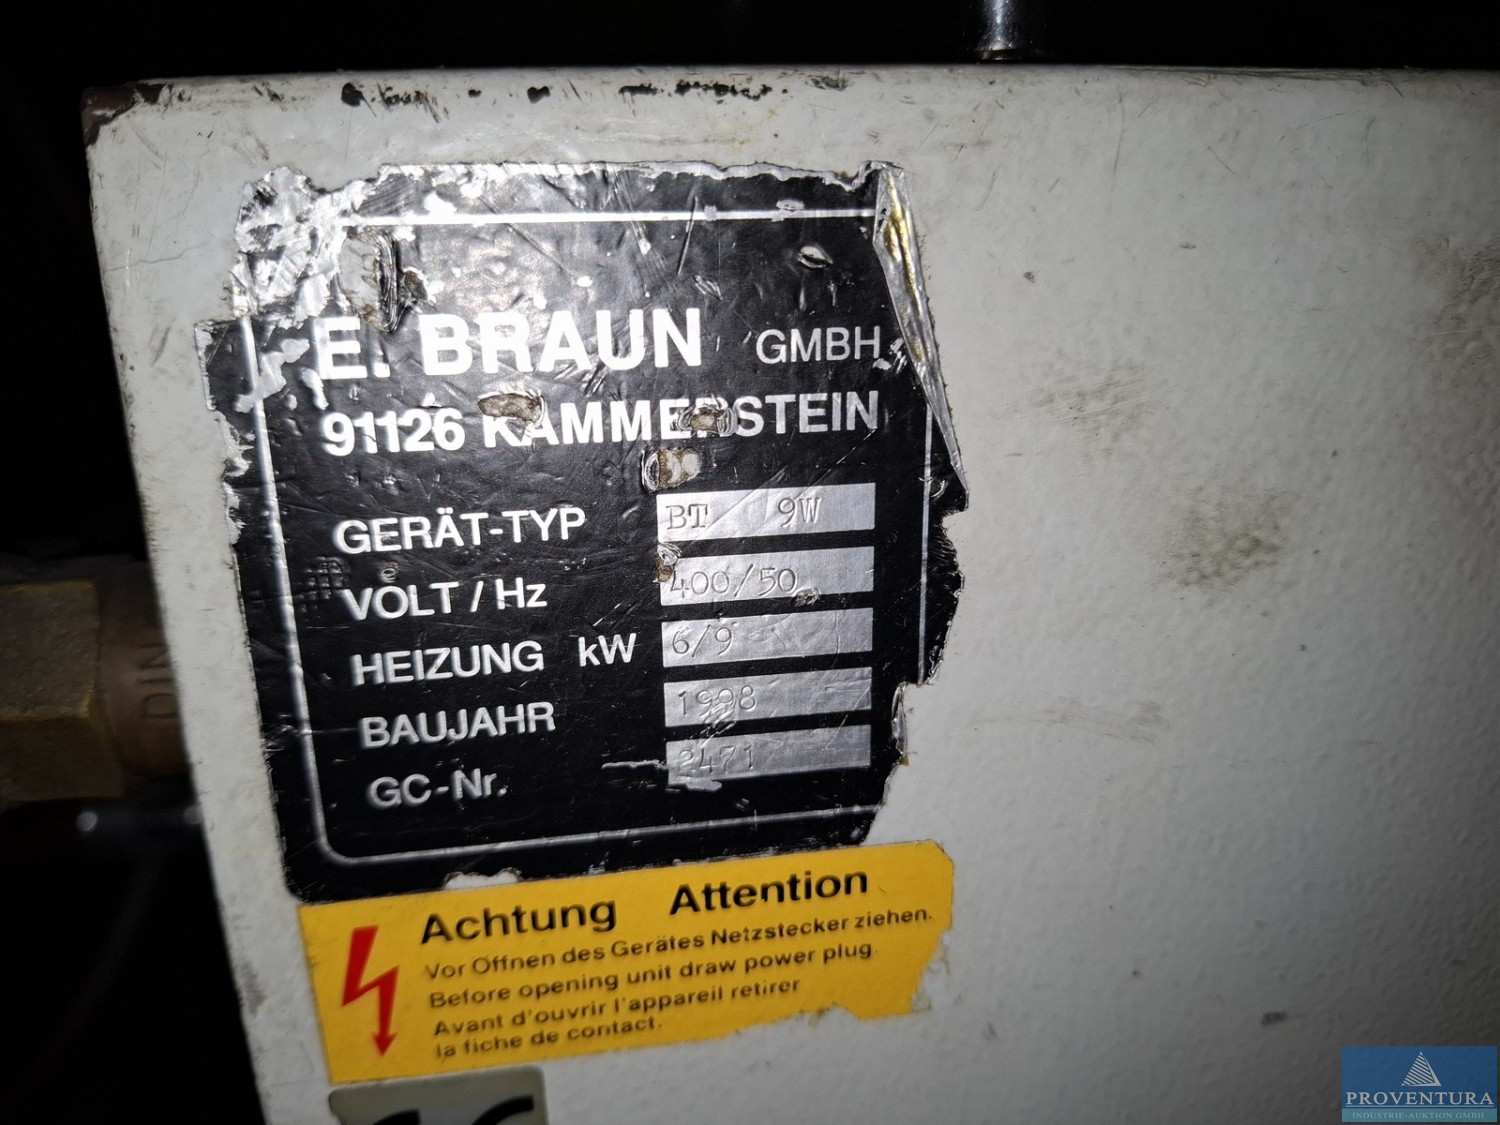 E. BRAUN GMBH
91126 KAMMERSTEIN
GERÄT-TYP BT 9W
VOLT / Hz 400/50
HEIZUNG kW 6/9
BAUJAHR 1998
GC-Nr. 2471
Achtung Attention
Vor Öffnen des Gerätes Netzstecker ziehen.
Before opening unit draw power plug.
Avant d'ouvrir l'appareil retirer
la fiche de contact.
DIN
PROVENTURA
INDUSTRIE-AUKTION GMBH